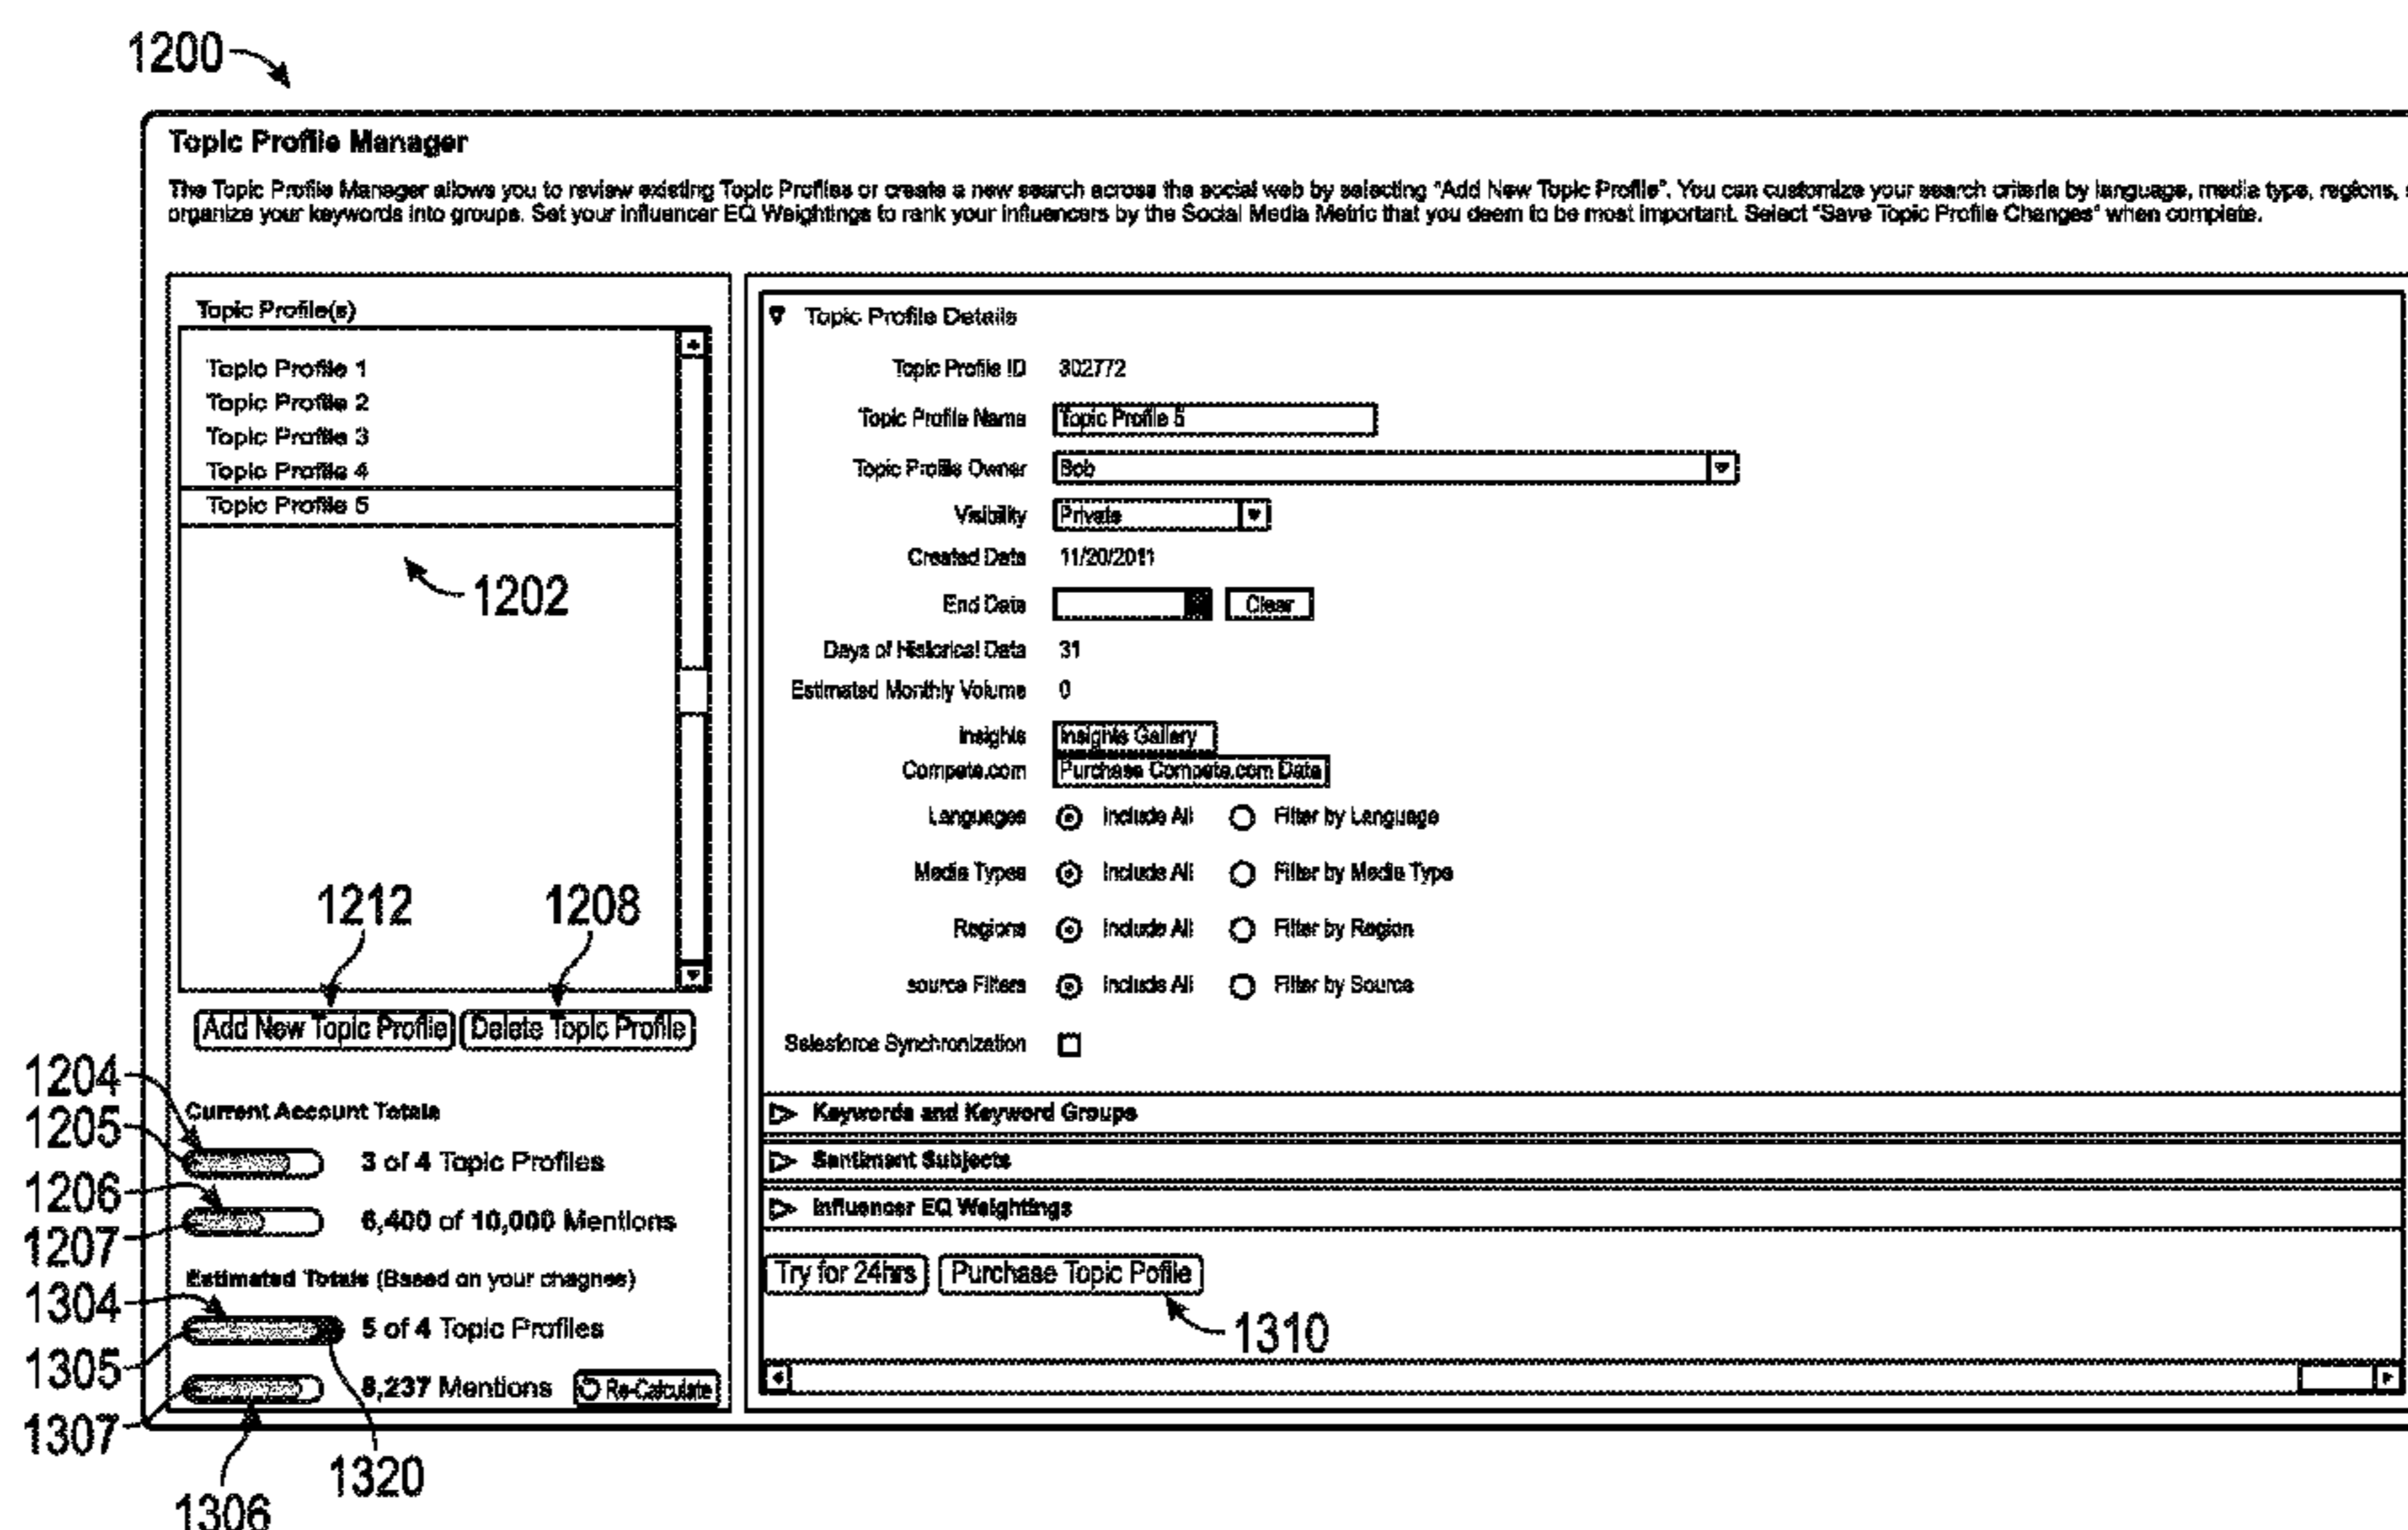 1200
Topic Profile Manager
The Topic Profile Manager allows you to review existing Topic Profiles or create a new search across the social web by selecting "Add New Topic Profile". You can customize your search criteria by language, media type, regions,
organize your keywords into groups. Set your influencer EQ Weightings to rank your influencers by the Social Media Metric that you deem to be most important. Select "Save Topic Profile Changes" when complete.
Topic Profile(s)
Topic Profile 1
Topic Profile 2
Topic Profile 3
Topic Profile 4
Topic Profile 5
1202
1212 1208
Add New Topic Profile Delete Topic Profile
1204
Current Account Totals
1205
3 of 4 Topic Profiles
1206
6,400 of 10,000 Mentions
1207
Estimated Totals (Based on your chagnes)
1304
5 of 4 Topic Profiles
1305
8,237 Mentions Re-Calculate
1307
1320
1306
Topic Profile Details
Topic Profile ID 302772
Topic Profile Name Topic Profile 5
Topic Profile Owner Bob
Visibility Private
Created Date 11/20/2011
End Date Clear
Days of Historical Data 31
Estimated Monthly Volume 0
Insights Insights Gallery
Compete.com Purchase Compete.com Data
Languages Include All Filter by Language
Media Types Include All Filter by Media Type
Regions Include All Filter by Region
source Filters Include All Filter by Source
Salesforce Synchronization
Keywords and Keyword Groups
Sentiment Subjects
Influencer EQ Weightings
Try for 24hrs Purchase Topic Pofile
1310